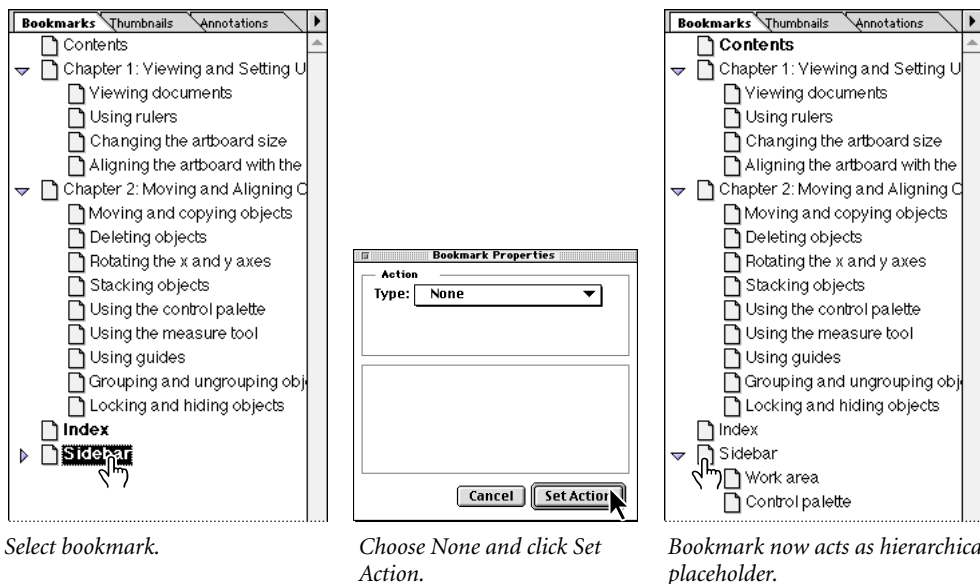 Bookmarks Thumbnails Annotations
Contents
Chapter 1: Viewing and Setting U
Viewing documents
Using rulers
Changing the artboard size
Aligning the artboard with the
Chapter 2: Moving and Aligning O
Moving and copying objects
Deleting objects
Rotating the x and y axes
Stacking objects
Using the control palette
Using the measure tool
Using guides
Grouping and ungrouping obj
Locking and hiding objects
Index
Sidebar
Select bookmark.
Bookmark Properties
Action
Type: None
Cancel Set Action
Choose None and click Set
Action.
Bookmarks Thumbnails Annotations
Contents
Chapter 1: Viewing and Setting U
Viewing documents
Using rulers
Changing the artboard size
Aligning the artboard with the
Chapter 2: Moving and Aligning O
Moving and copying objects
Deleting objects
Rotating the x and y axes
Stacking objects
Using the control palette
Using the measure tool
Using guides
Grouping and ungrouping obj
Locking and hiding objects
Index
Sidebar
Work area
Control palette
Bookmark now acts as hierarchica
placeholder.